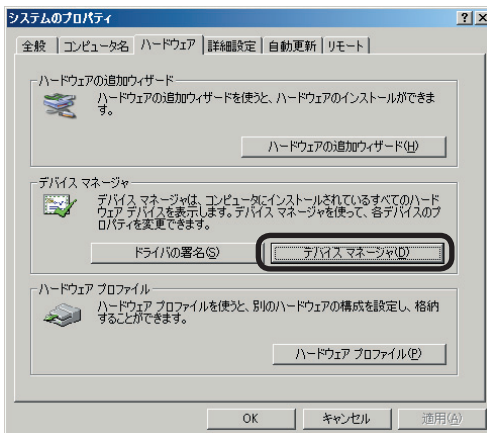 システムのプロパティ
全般 コンピュータ名 ハードウェア 詳細設定 自動更新 リモート
ハードウェアの追加ウィザード
ハードウェアの追加ウィザードを使うと、ハードウェアのインストールができま
す。
ハードウェアの追加ウィザード(H)
デバイス マネージャ
デバイス マネージャは、コンピュータにインストールされているすべてのハード
ウェア デバイスを表示します。デバイス マネージャを使って、各デバイスのプ
ロパティを変更できます。
ドライバの署名(S) デバイス マネージャ(D)
ハードウェア プロファイル
ハードウェア プロファイルを使うと、別のハードウェアの構成を設定し、格納
することができます。
ハードウェア プロファイル(P)
OK キャンセル 適用(A)